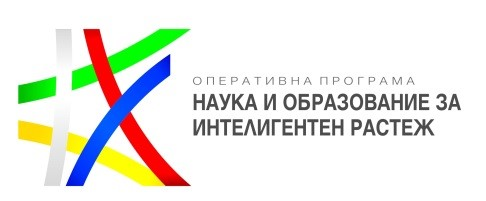 ОПЕРАТИВНА ПРОГРАМА
НАУКА И ОБРАЗОВАНИЕ ЗА
ИНТЕЛИГЕНТЕН РАСТЕЖ